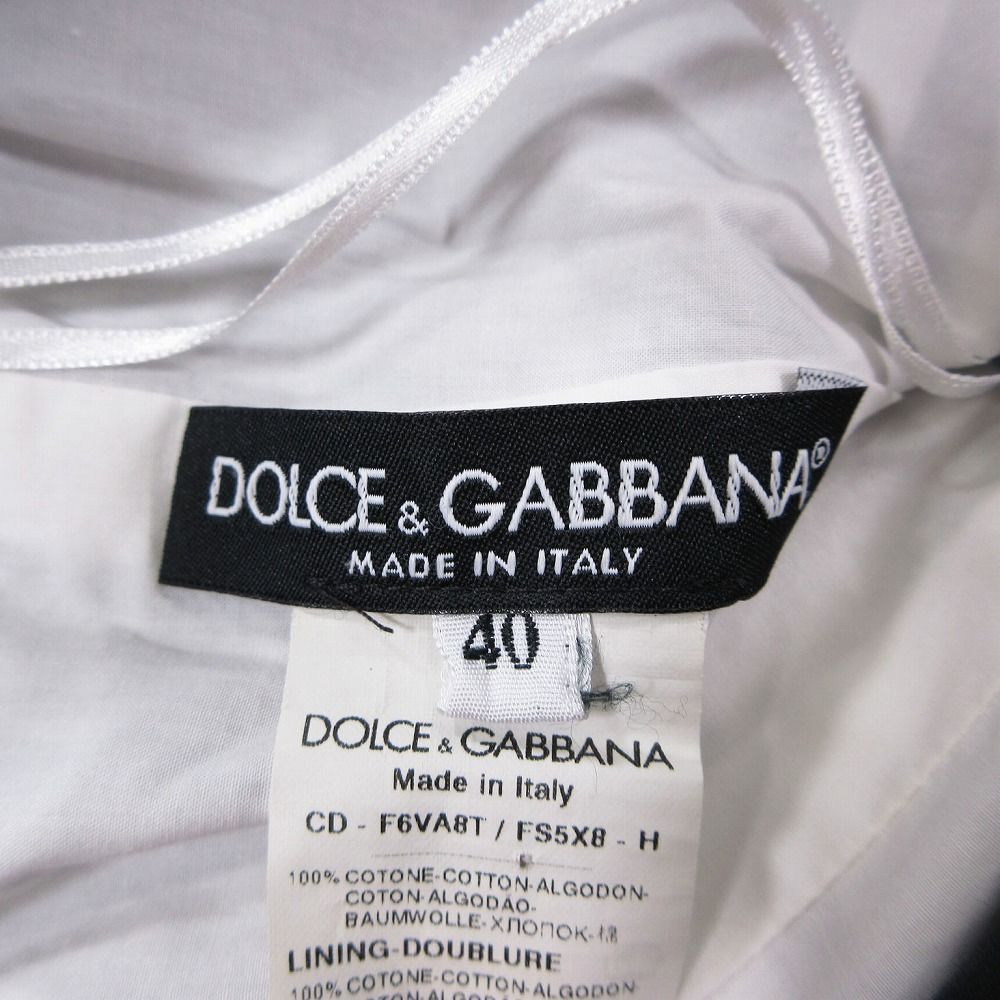 DOLCE & GABBANA®
MADE IN ITALY
40
DOLCE & GABBANA
Made in Italy
CD - F6VA8T / FS5X8 - H
100% COTONE-COTTON-ALGODON-
COTON-ALGODÃO-
BAUMWOLLE-ХЛОПОК-棉
LINING-DOUBLURE
100% COTONE-COTTON-ALGODON-